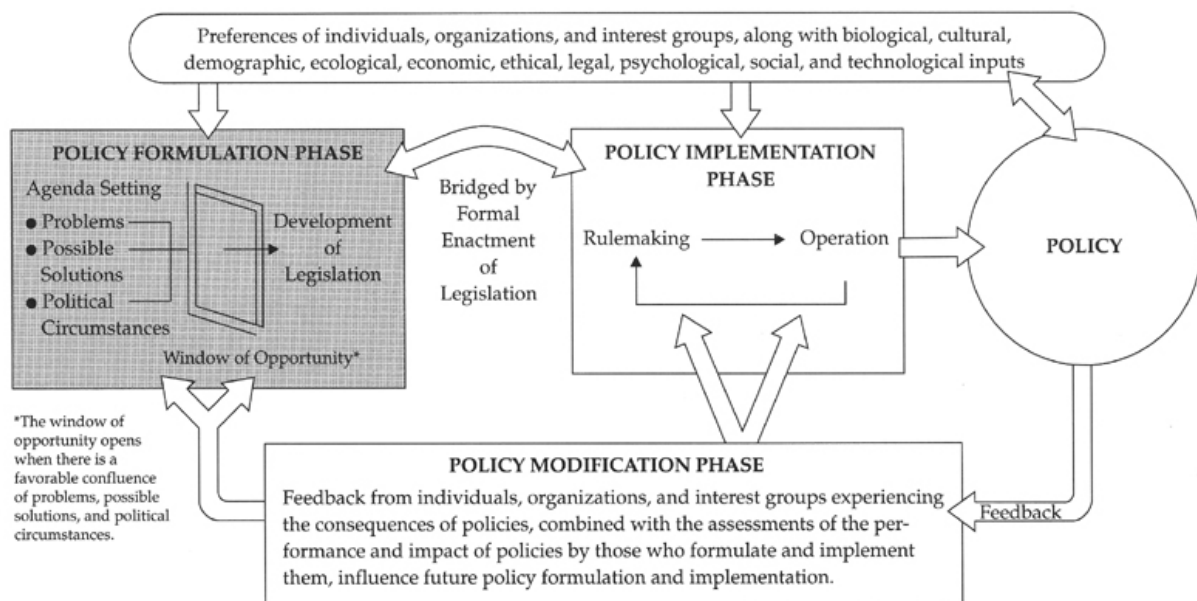 Preferences of individuals, organizations, and interest groups, along with biological, cultural,
demographic, ecological, economic, ethical, legal, psychological, social, and technological inputs
POLICY FORMULATION PHASE
Agenda Setting
● Problems
● Possible
Solutions
● Political
Circumstances
Development
of
Legislation
Window of Opportunity*
Bridged by
Formal
Enactment
of
Legislation
POLICY IMPLEMENTATION
PHASE
Rulemaking
Operation
POLICY
*The window of
opportunity opens
when there is a
favorable confluence
of problems, possible
solutions, and political
circumstances.
POLICY MODIFICATION PHASE
Feedback from individuals, organizations, and interest groups experiencing
the consequences of policies, combined with the assessments of the per-
formance and impact of policies by those who formulate and implement
them, influence future policy formulation and implementation.
Feedback